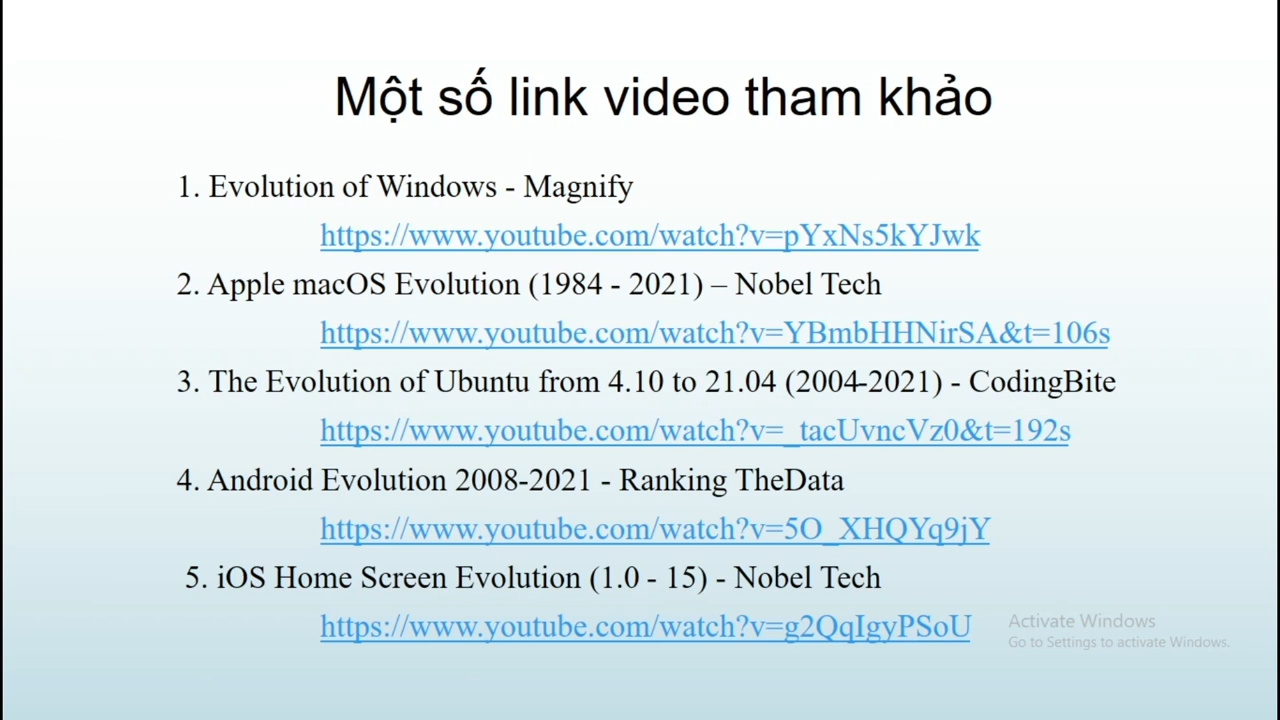 Một số link video tham khảo
1. Evolution of Windows - Magnify
https://www.youtube.com/watch?v=pYxNs5kYJwk
2. Apple macOS Evolution (1984 - 2021) – Nobel Tech
https://www.youtube.com/watch?v=YBmbHHNirSA&t=106s
3. The Evolution of Ubuntu from 4.10 to 21.04 (2004-2021) - CodingBite
https://www.youtube.com/watch?v=_tacUvncVz0&t=192s
4. Android Evolution 2008-2021 - Ranking TheData
https://www.youtube.com/watch?v=5O_XHQYq9jY
5. iOS Home Screen Evolution (1.0 - 15) - Nobel Tech
https://www.youtube.com/watch?v=g2QqIgyPSoU
Activate Windows
Go to Settings to activate Windows.